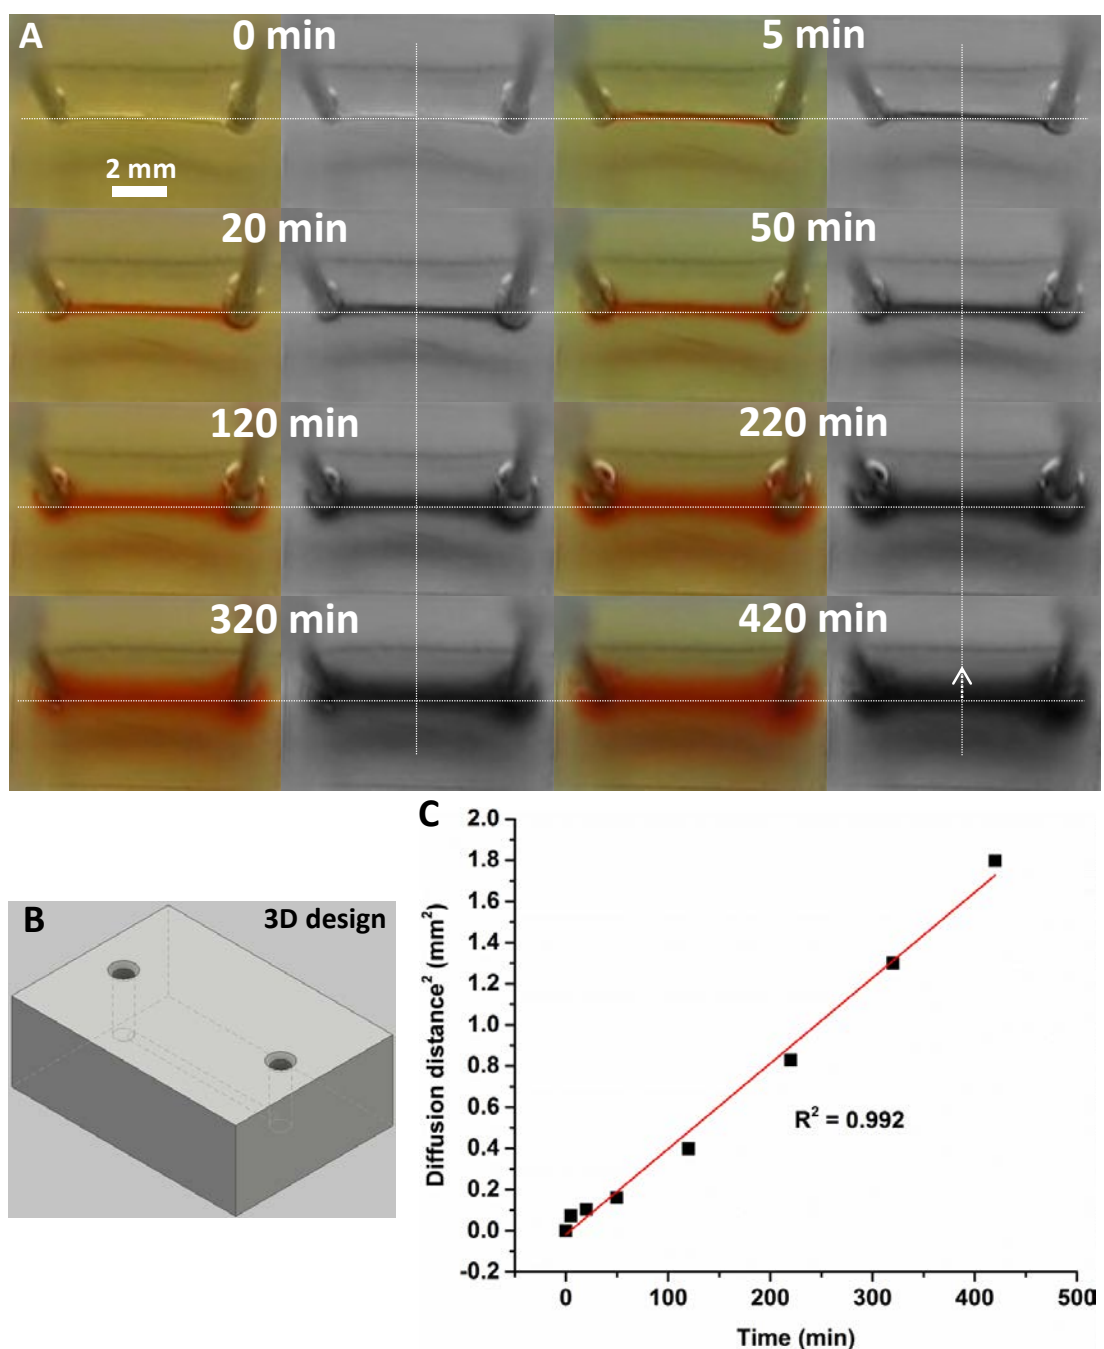 A
0 min
5 min
2 mm
20 min
50 min
120 min
220 min
320 min
420 min
B
3D design
C
Diffusion distance² (mm²)
2.0
1.8
1.6
1.4
1.2
1.0
0.8
0.6
0.4
0.2
0.0
-0.2
R² = 0.992
0 100 200 300 400 500
Time (min)